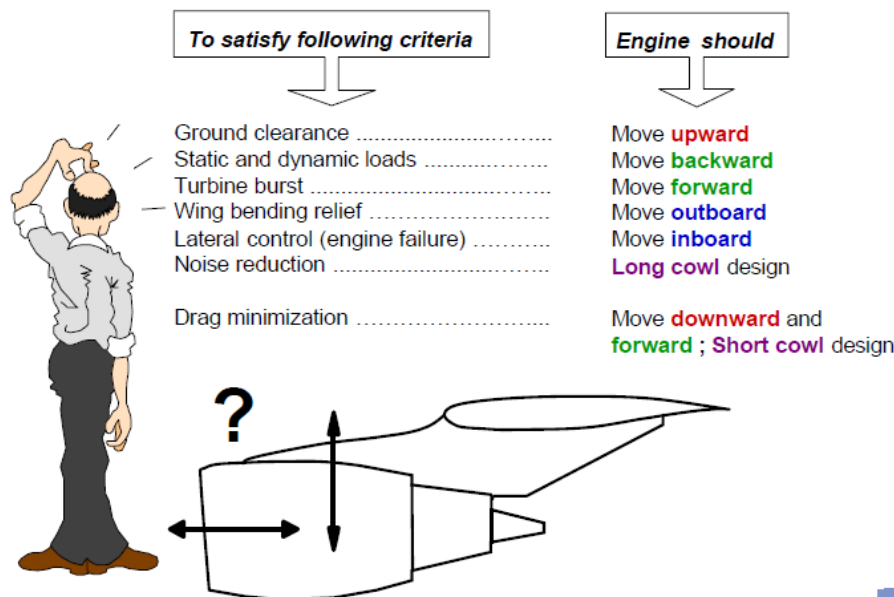 To satisfy following criteria
Engine should
Ground clearance ................................ Move upward
Static and dynamic loads ..................... Move backward
Turbine burst ........................................ Move forward
Wing bending relief .............................. Move outboard
Lateral control (engine failure) ............. Move inboard
Noise reduction .................................... Long cowl design
Drag minimization ................................ Move downward and
forward ; Short cowl design
?